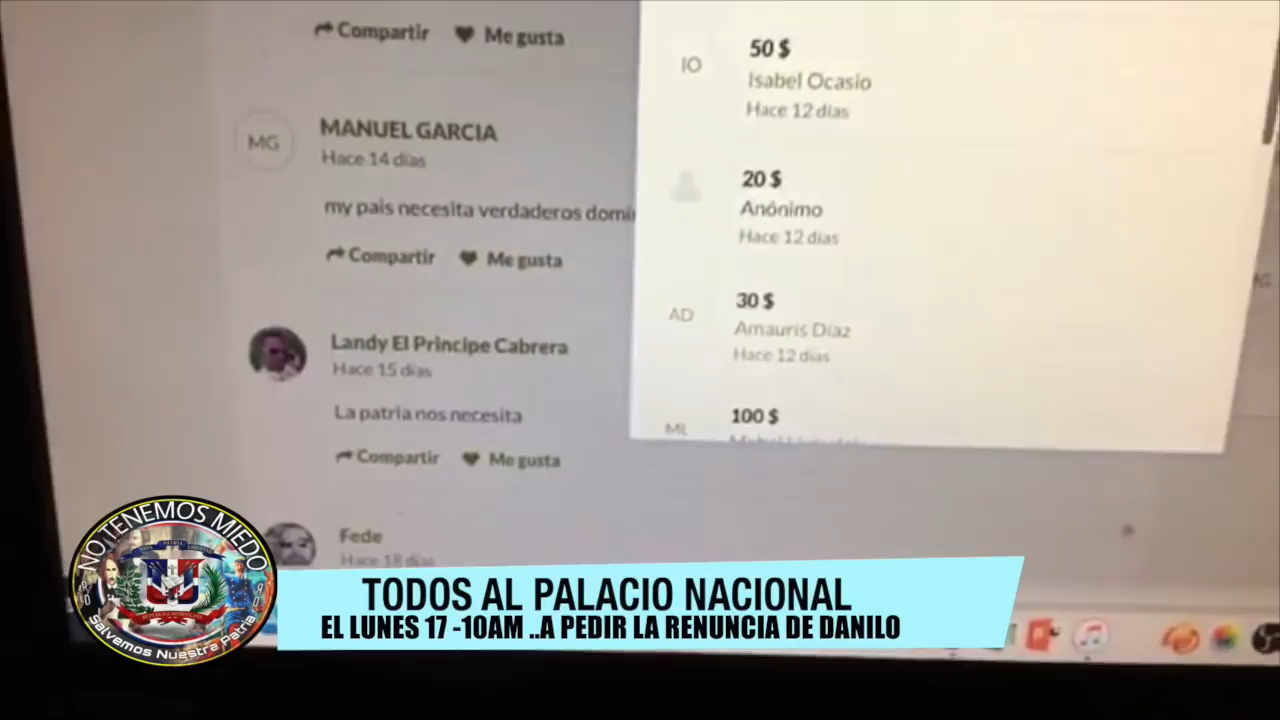 Compartir Me gusta
MG
MANUEL GARCIA
Hace 14 días
my pais necesita verdaderos
Compartir Me gusta
Landy El Principe Cabrera
Hace 15 días
La patria nos necesita
Compartir Me gusta
Fede
Hace 18 días
IO
50 $
Isabel Ocasio
Hace 12 días
20 $
Anónimo
Hace 12 días
AD
30 $
Amauris Díaz
Hace 12 días
100 $
NO TENEMOS MIEDO
Salvemos Nuestra Patria
TODOS AL PALACIO NACIONAL
EL LUNES 17 -10AM ..A PEDIR LA RENUNCIA DE DANILO